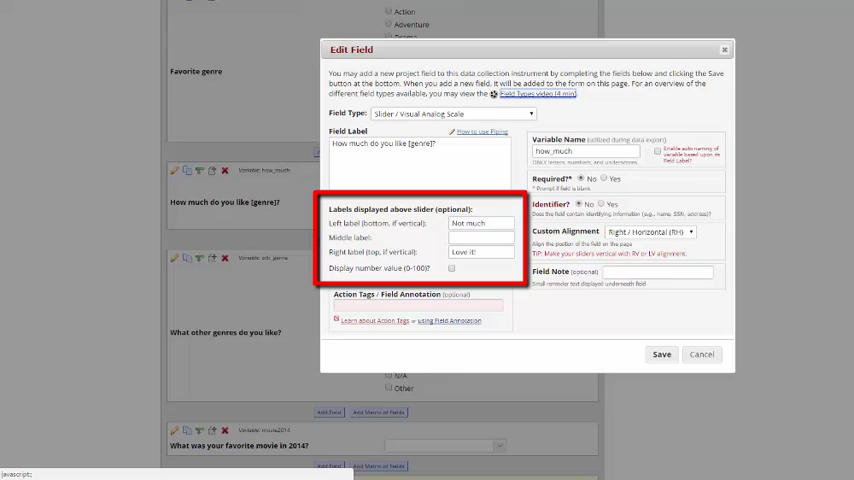 Action
Adventure
Drama
Favorite genre
Variable: how_much
How much do you like [genre]?
What other genres do you like?
N/A
Other
Add Field
Add Matrix of Fields
Variable: movie2014
What was your favorite movie in 2014?
Add Field
Add Matrix of Fields
javascript:;
Edit Field
You may add a new project field to this data collection instrument by completing the fields below and clicking the Save
button at the bottom. When you add a new field, it will be added to the form on this page. For an overview of the
different field types available, you may view the Field Types video (4 min).
Field Type: Slider / Visual Analog Scale
Field Label
How to use Piping
How much do you like [genre]?
Labels displayed above slider (optional):
Left label (bottom, if vertical): Not much
Middle label:
Right label (top, if vertical): Love it!
Display number value (0-100)?
Action Tags / Field Annotation (optional)
Learn about Action Tags or using Field Annotation
Variable Name (utilized during data export)
how_much
Enable auto naming of
variable based upon its
Field Label?
ONLY letters, numbers, and underscores
Required?* No Yes
* Prompt if field is blank
Identifier? No Yes
Does the field contain identifying information (e.g., name, SSN, address)?
Custom Alignment Right / Horizontal (RH)
Align the position of the field on the page
TIP: Make your sliders vertical with RV or LV alignment.
Field Note (optional)
Small reminder text displayed underneath field
Save
Cancel